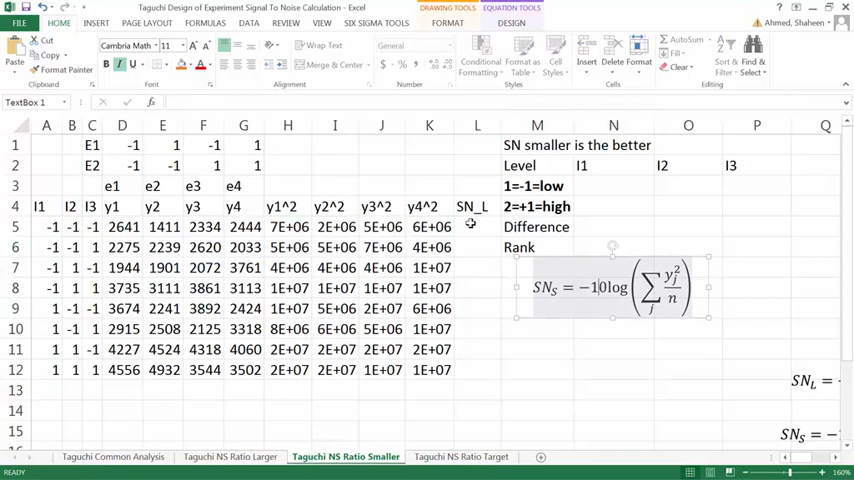 Taguchi Design of Experiment Signal To Noise Calculation - Excel
DRAWING TOOLS
EQUATION TOOLS
FILE
HOME
INSERT
PAGE LAYOUT
FORMULAS
DATA
REVIEW
VIEW
SIX SIGMA TOOLS
FORMAT
DESIGN
Ahmed, Shaheen
Paste
Cut
Copy
Format Painter
Clipboard
Cambria Math
11
B I U
Font
Wrap Text
Merge & Center
Alignment
General
$ % ,
Number
Conditional Formatting
Format as Table
Cell Styles
Styles
Insert
Delete
Format
Cells
AutoSum
Fill
Clear
Sort & Filter
Find & Select
Editing
TextBox 1
fx
A B C D E F G H I J K L M N O P Q
1 E1 -1 1 -1 1 SN smaller is the better
2 E2 -1 -1 1 1 Level I1 I2 I3
3 e1 e2 e3 e4 1=-1=low
4 I1 I2 I3 y1 y2 y3 y4 y1^2 y2^2 y3^2 y4^2 SN_L 2=+1=high
5 -1 -1 -1 2641 1411 2334 2444 7E+06 2E+06 5E+06 6E+06 Difference
6 -1 -1 1 2275 2239 2620 2033 5E+06 5E+06 7E+06 4E+06 Rank
7 -1 1 -1 1944 1901 2072 3761 4E+06 4E+06 4E+06 1E+07
8 -1 1 1 3735 3111 3861 3113 1E+07 1E+07 1E+07 1E+07
9 1 -1 -1 3674 2241 3892 2424 1E+07 5E+06 2E+07 6E+06
10 1 -1 1 2915 2508 2125 3318 8E+06 6E+06 5E+06 1E+07
11 1 1 -1 4227 4524 4318 4060 2E+07 2E+07 2E+07 2E+07
12 1 1 1 4556 4932 3544 3502 2E+07 2E+07 1E+07 1E+07
13
14
15
SN_S = −10log(∑_j y_j^2/n)
SN_L = -
SN_S = −
Taguchi Common Analysis
Taguchi NS Ratio Larger
Taguchi NS Ratio Smaller
Taguchi NS Ratio Target
READY
160%